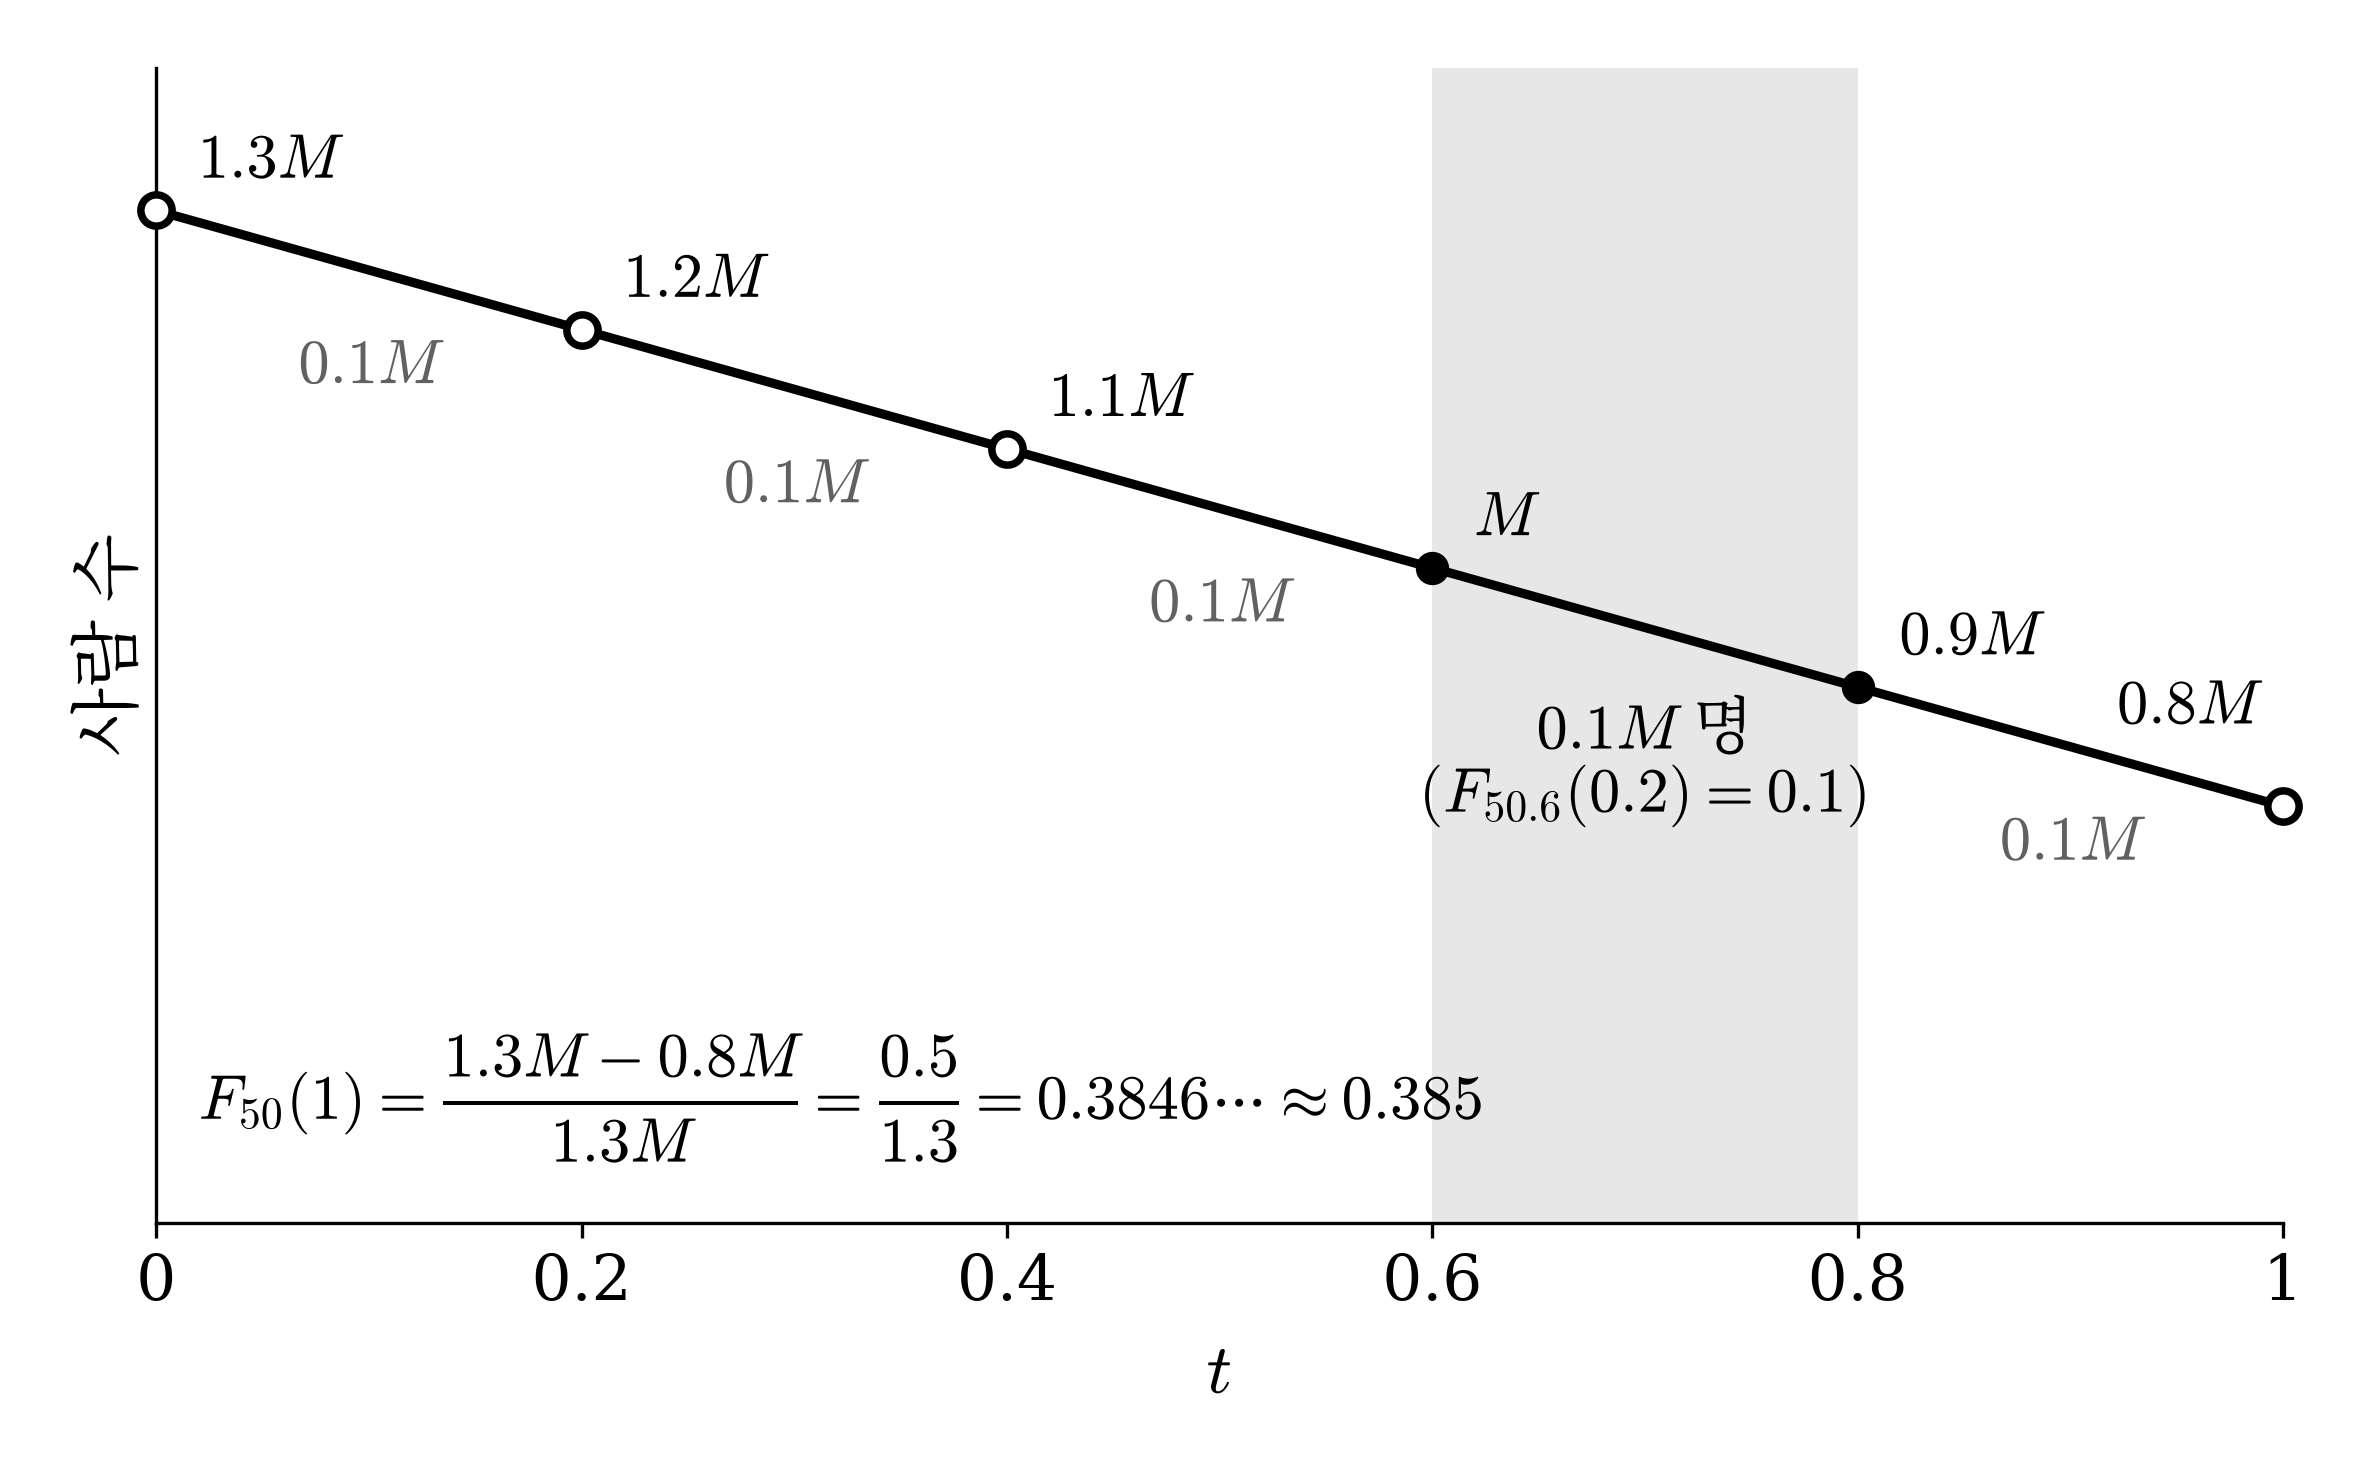 1.3M
1.2M
0.1M
1.1M
0.1M
M
0.1M
0.9M
0.8M
0.1M 명
(F_{50.6}(0.2) = 0.1)
0.1M
사람 수
F_{50}(1) = \frac{1.3M - 0.8M}{1.3M} = \frac{0.5}{1.3} = 0.3846··· ≈ 0.385
0 0.2 0.4 0.6 0.8 1
t